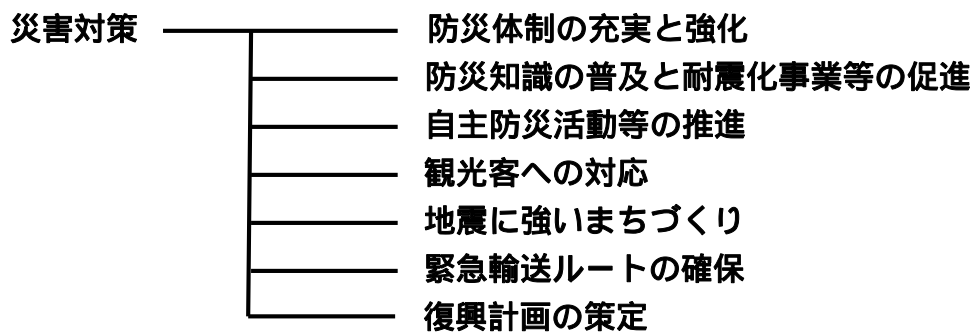 災害対策
防災体制の充実と強化
防災知識の普及と耐震化事業等の促進
自主防災活動等の推進
観光客への対応
地震に強いまちづくり
緊急輸送ルートの確保
復興計画の策定